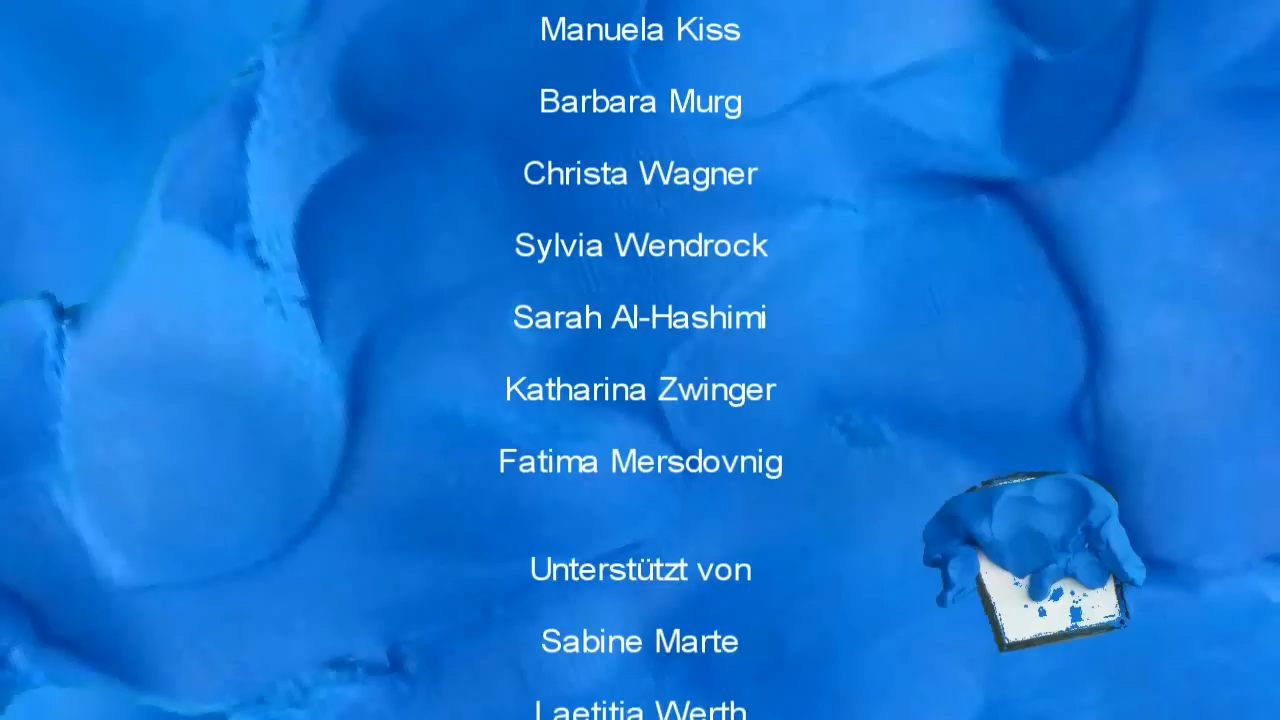 Manuela Kiss
Barbara Murg
Christa Wagner
Sylvia Wendrock
Sarah Al-Hashimi
Katharina Zwinger
Fatima Mersdovnig
Unterstützt von
Sabine Marte
Laetitia Werth